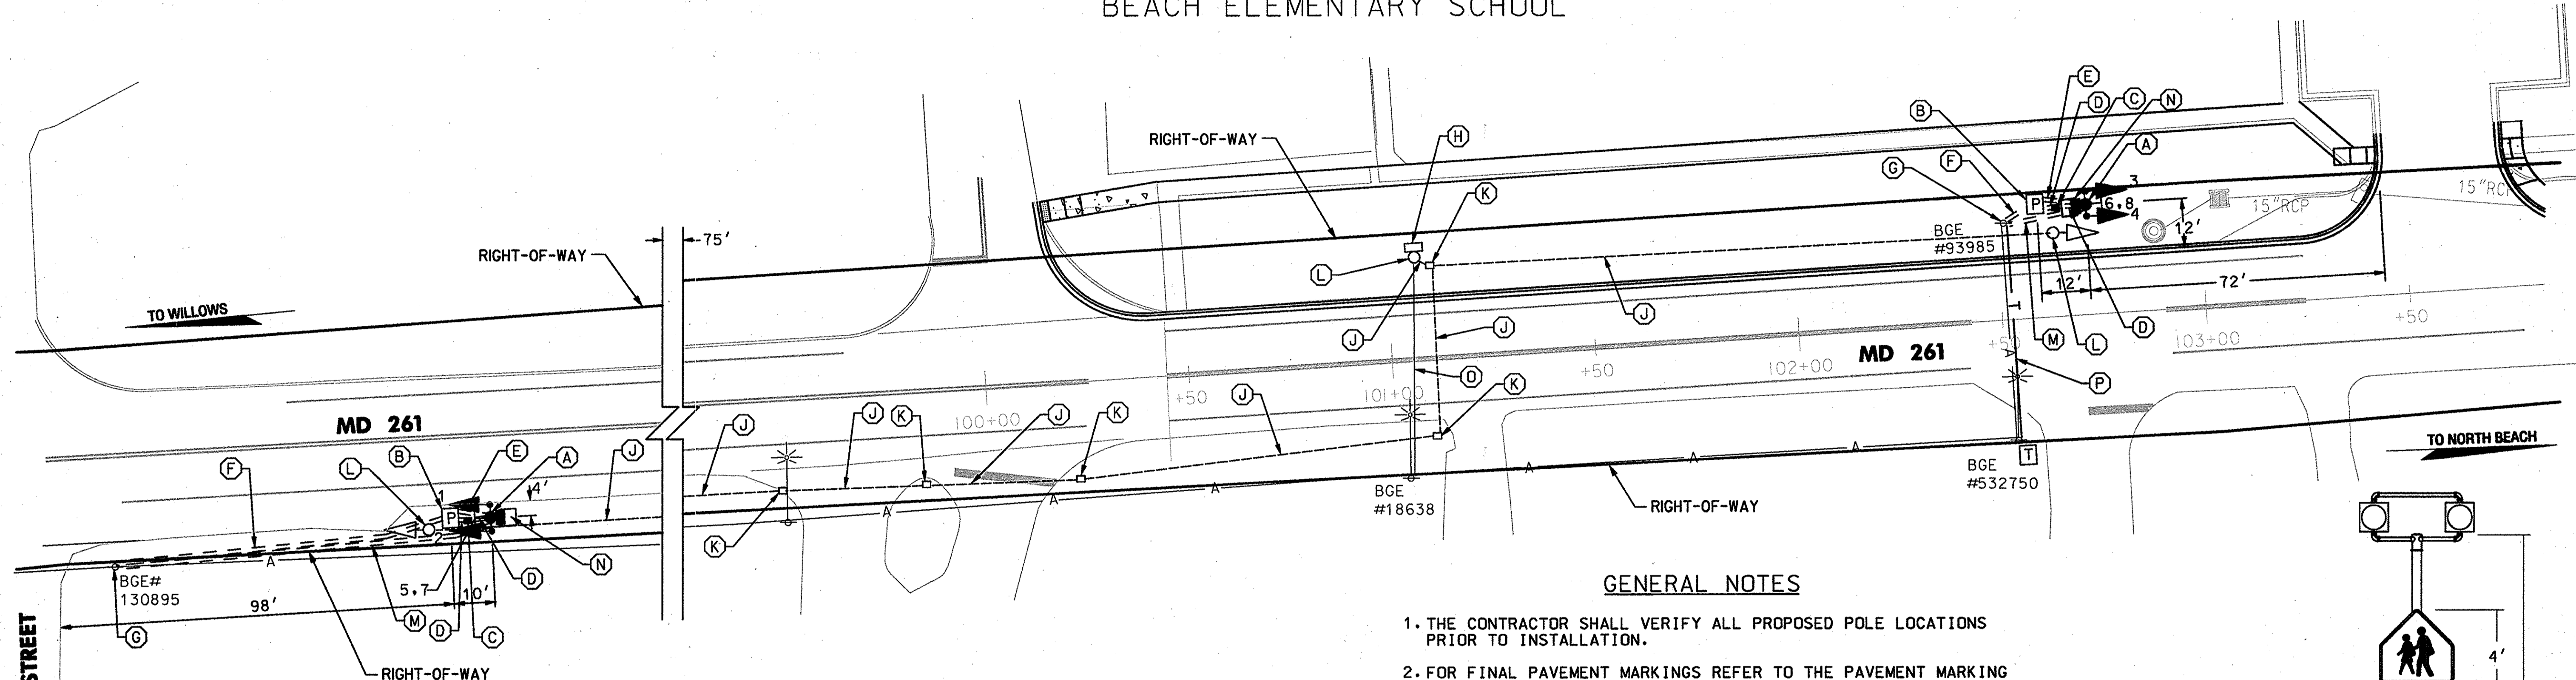 BEACH ELEMENTARY SCHOOL
E
D
C
N
B
A
H
RIGHT-OF-WAY
F
G
K
3
6,8
4
15"RCP
15"RC
12'
BGE
#93985
RIGHT-OF-WAY
75'
L
TO WILLOWS
J
J
12'
72'
J
M
L
D
MD 261
+50
103+00
+50
102+00
+50
101+00
+50
100+00
O
K
P
MD 261
J
K
J
K
J
J
TO NORTH BEACH
B
E
A
J
F
L
1
4'
P
2
A
A
A
A
A
A
A
T
BGE
#532750
BGE
#18638
RIGHT-OF-WAY
K
N
D
BGE#
130895
5,7
10'
98'
G
M
D
C
STREET
RIGHT-OF-WAY
GENERAL NOTES
1. THE CONTRACTOR SHALL VERIFY ALL PROPOSED POLE LOCATIONS
PRIOR TO INSTALLATION.
2. FOR FINAL PAVEMENT MARKINGS REFER TO THE PAVEMENT MARKING
4'